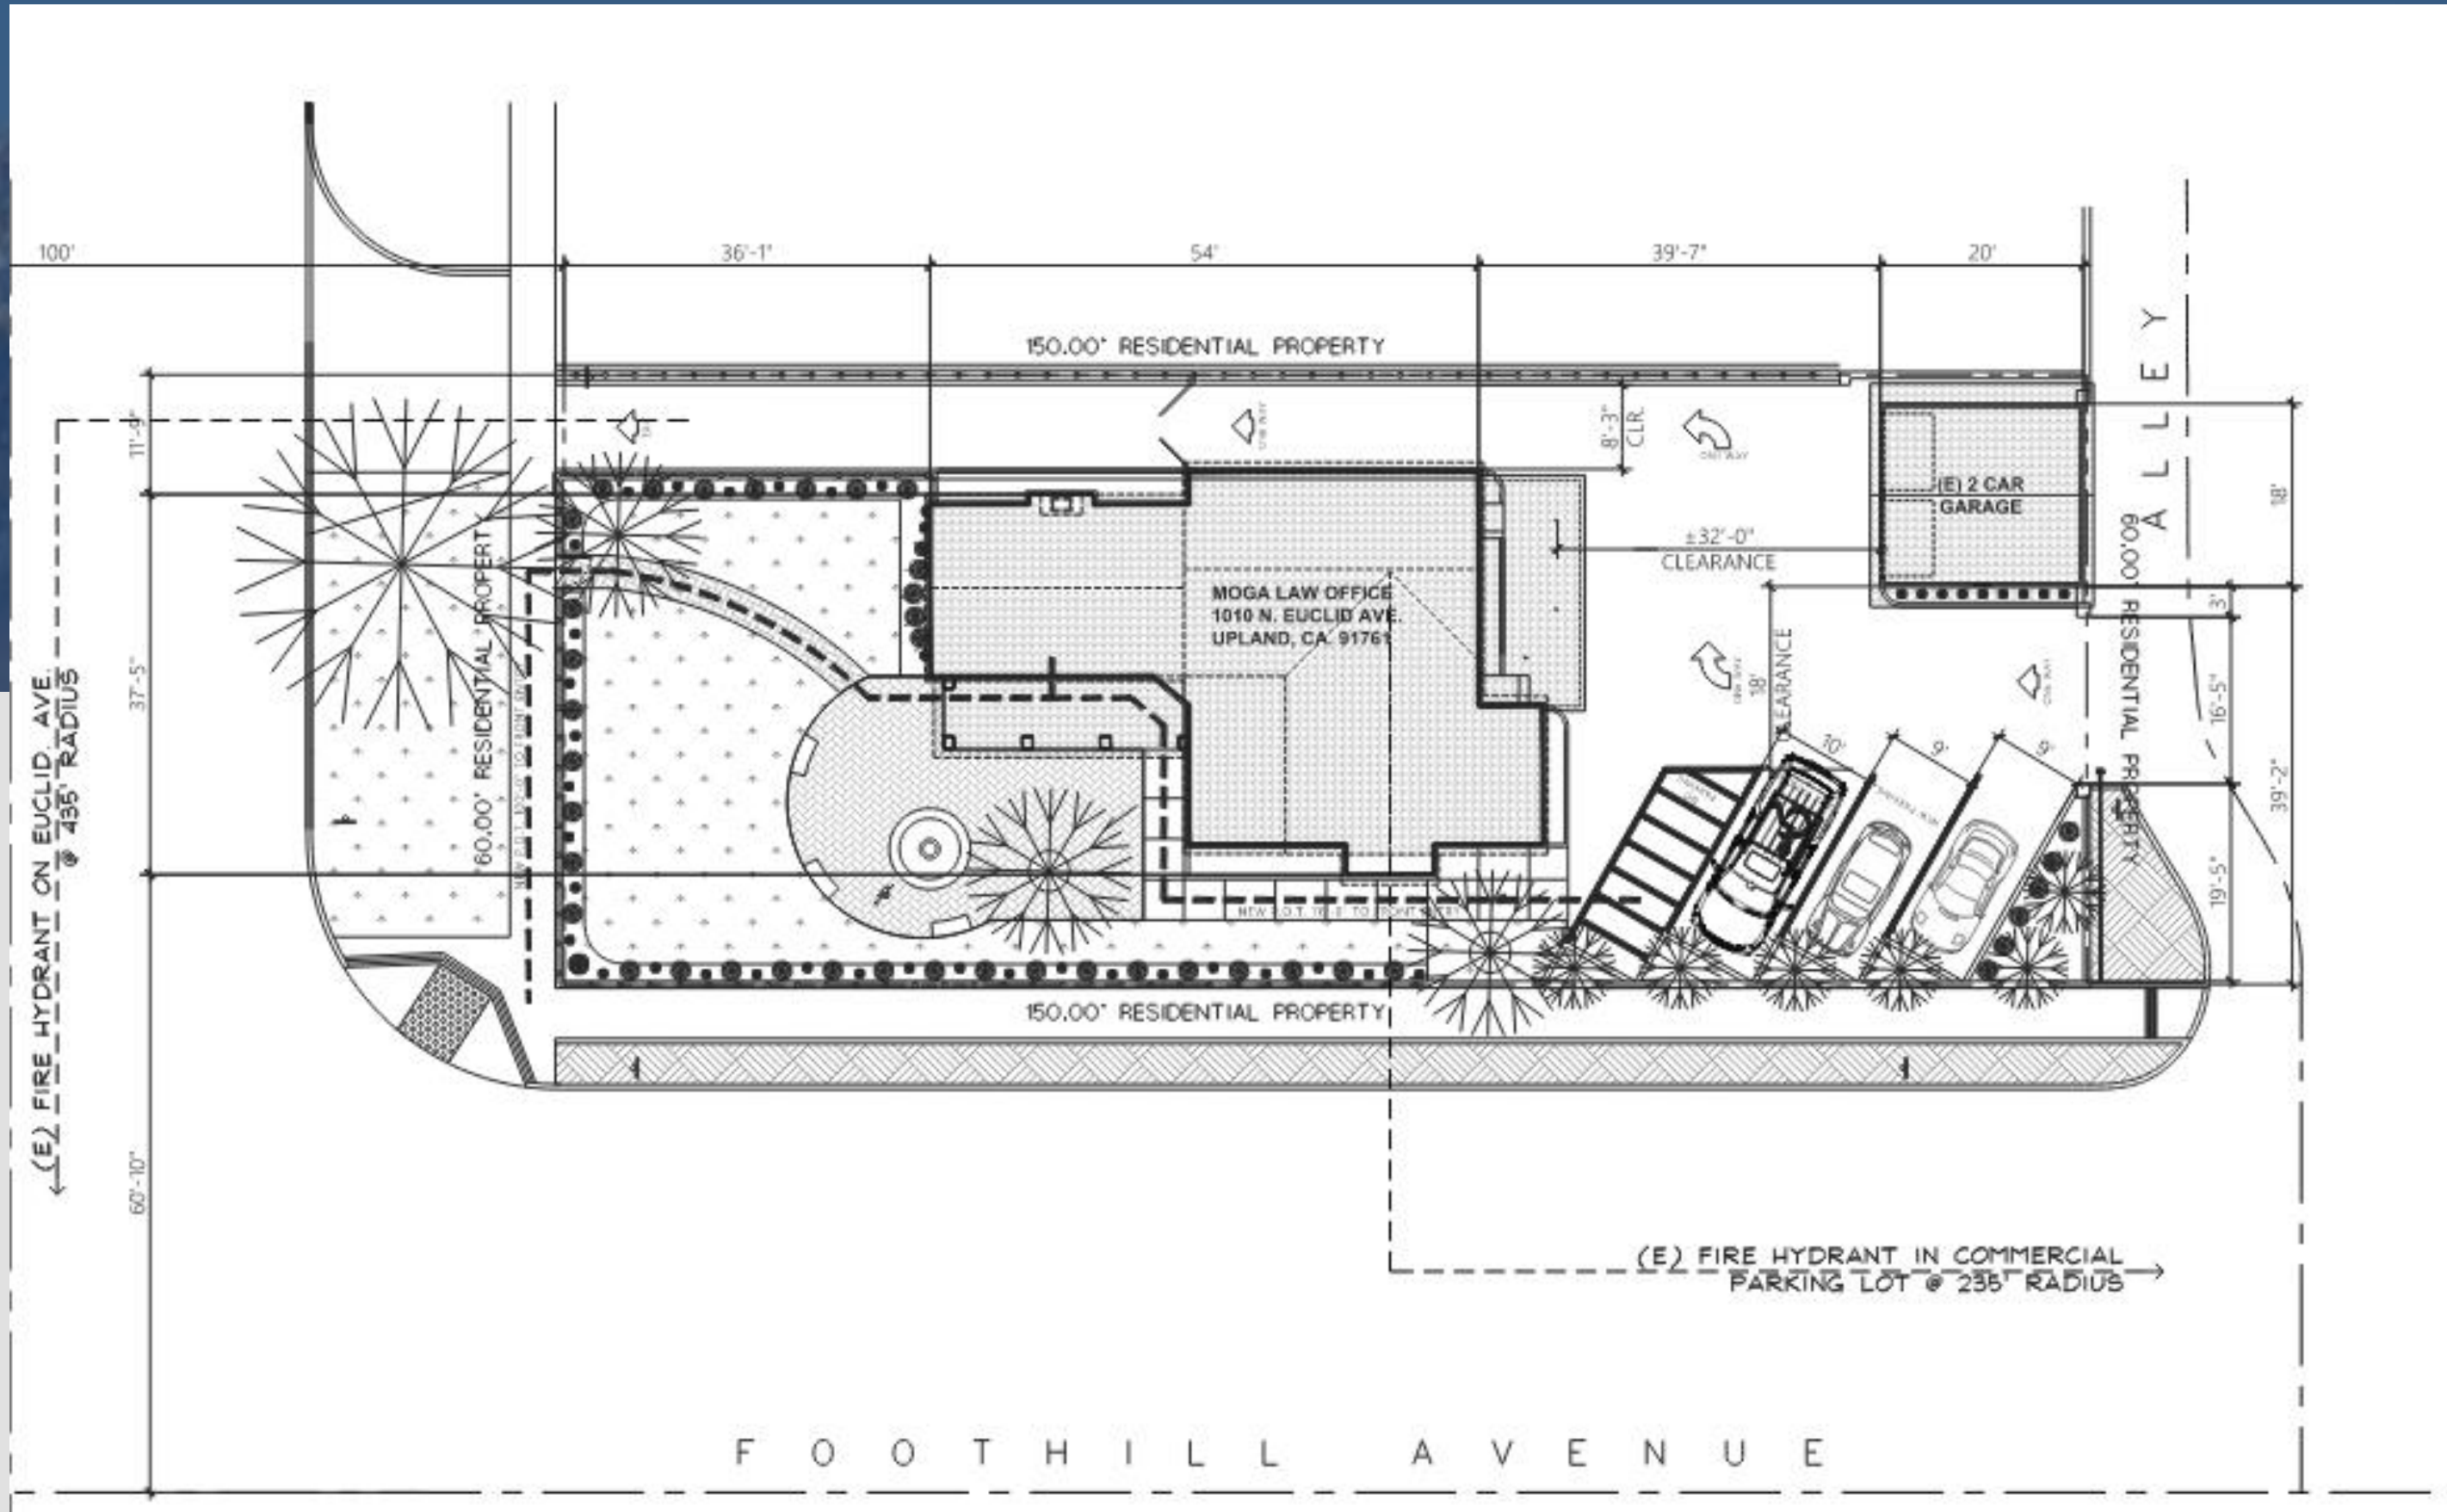 100'
36'-1"
54'
39'-7"
20'
150.00' RESIDENTIAL PROPERTY
ALLEY
11'-9"
8'-3"
CLR.
(E) 2 CAR
GARAGE
18'
±32'-0"
CLEARANCE
MOGA LAW OFFICE
1010 N. EUCLID AVE.
UPLAND, CA. 91761
3'
18'
CLEARANCE
60.00' RESIDENTIAL PROPERTY
60.00' RESIDENTIAL PROPERTY
37'-5"
16'-5"
10'
9'
9'
39'-2"
19'-5"
(E) FIRE HYDRANT ON EUCLID AVE.
@ 435' RADIUS
150.00' RESIDENTIAL PROPERTY
60'-10"
(E) FIRE HYDRANT IN COMMERCIAL
PARKING LOT @ 235' RADIUS
FOOTHILL AVENUE